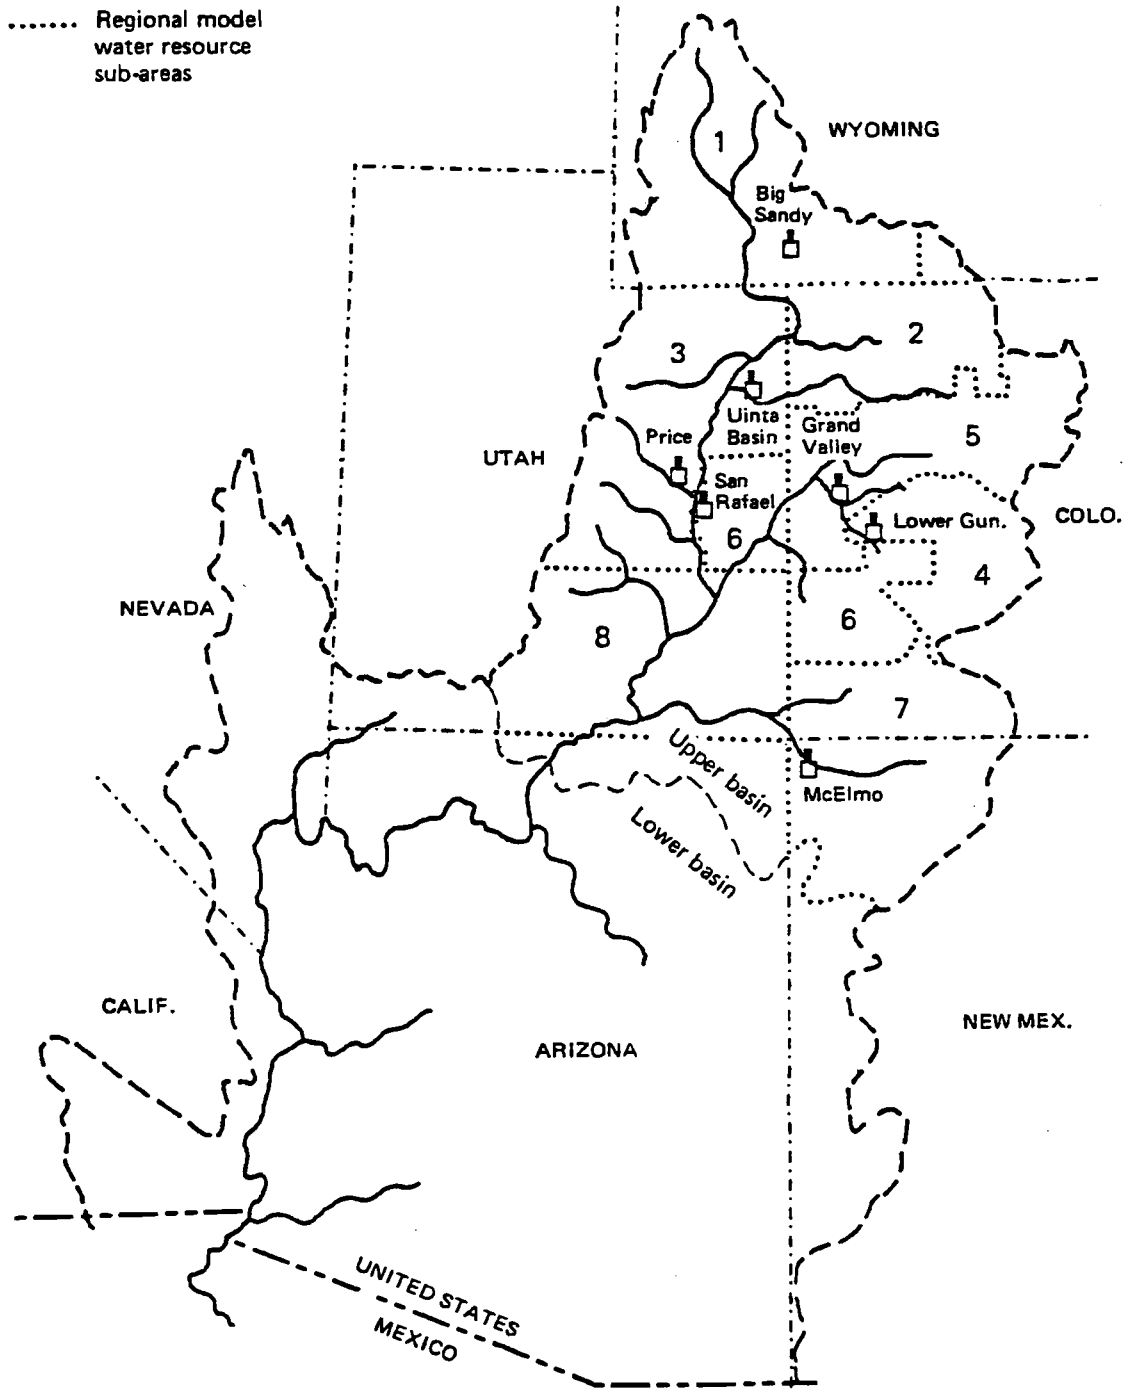 Regional model
water resource
sub-areas
WYOMING
1
Big
Sandy
2
3
Uinta
Basin
Grand
Valley
5
Price
UTAH
San
Rafael
COLO.
Lower Gun.
6
4
NEVADA
6
8
7
Upper basin
McElmo
Lower basin
CALIF.
NEW MEX.
ARIZONA
UNITED STATES
MEXICO